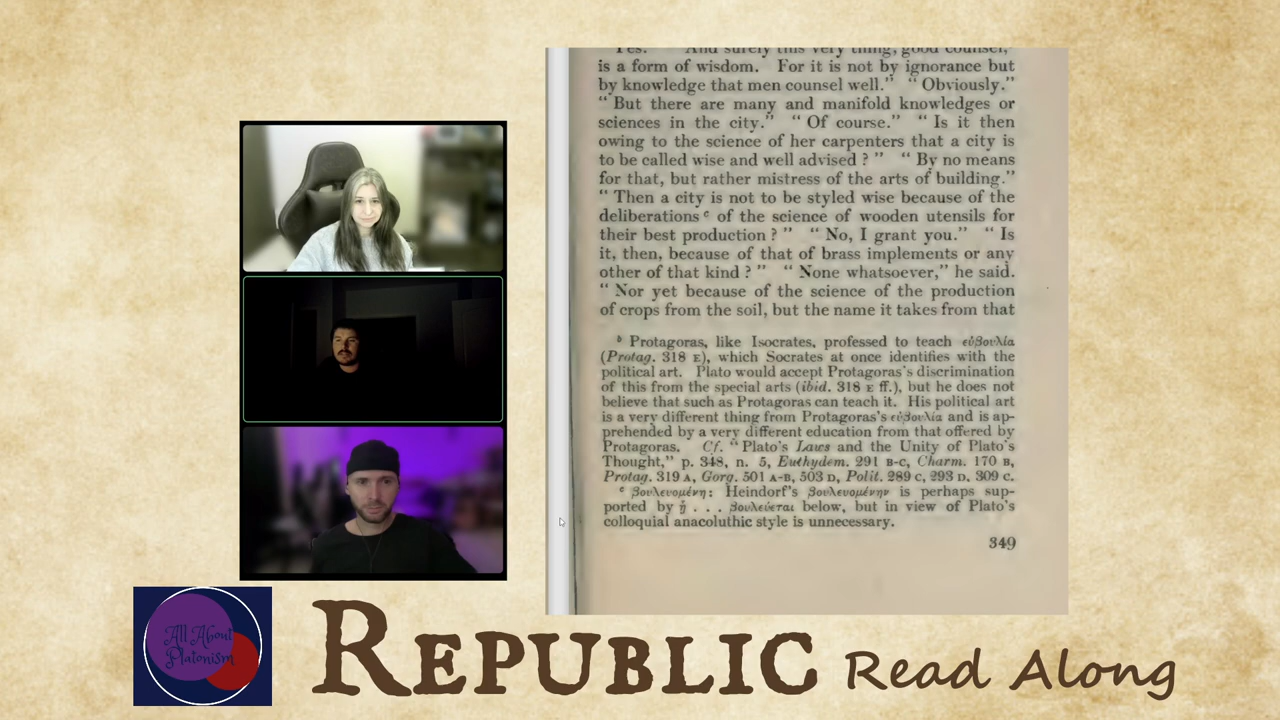 Yes." "And surely this very thing, good counsel,
is a form of wisdom. For it is not by ignorance but
by knowledge that men counsel well." "Obviously."
"But there are many and manifold knowledges or
sciences in the city." "Of course." "Is it then
owing to the science of her carpenters that a city is
to be called wise and well advised?" "By no means
for that, but rather mistress of the arts of building."
"Then a city is not to be styled wise because of the
deliberations ᶜ of the science of wooden utensils for
their best production?" "No, I grant you." "Is
it, then, because of that of brass implements or any
other of that kind?" "None whatsoever," he said.
"Nor yet because of the science of the production
of crops from the soil, but the name it takes from that
ᵇ Protagoras, like Isocrates, professed to teach εὐβουλία
(Protag. 318 E), which Socrates at once identifies with the
political art. Plato would accept Protagoras's discrimination
of this from the special arts (ibid. 318 E ff.), but he does not
believe that such as Protagoras can teach it. His political art
is a very different thing from Protagoras's εὐβουλία and is ap-
prehended by a very different education from that offered by
Protagoras. Cf. "Plato's Laws and the Unity of Plato's
Thought," p. 348, n. 5, Euthydem. 291 B-C, Charm. 170 B,
Protag. 319 A, Gorg. 501 A-B, 503 D, Polit. 289 C, 293 D, 309 C.
ᶜ βουλευομένη: Heindorf's βουλευομένην is perhaps sup-
ported by ᾗ . . . βουλεύεται below, but in view of Plato's
colloquial anacoluthic style is unnecessary.
349
All About
Platonism
REPUBLIC Read Along